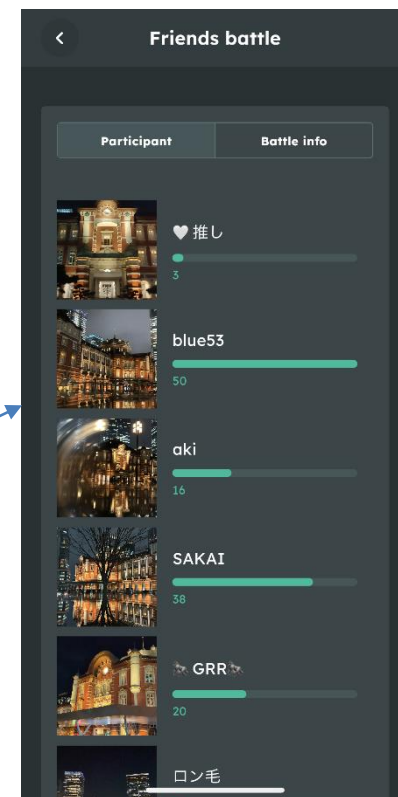 Friends battle
Participant
Battle info
🤍推し
3
blue53
50
aki
16
SAKAI
38
GRR
20
ロン毛